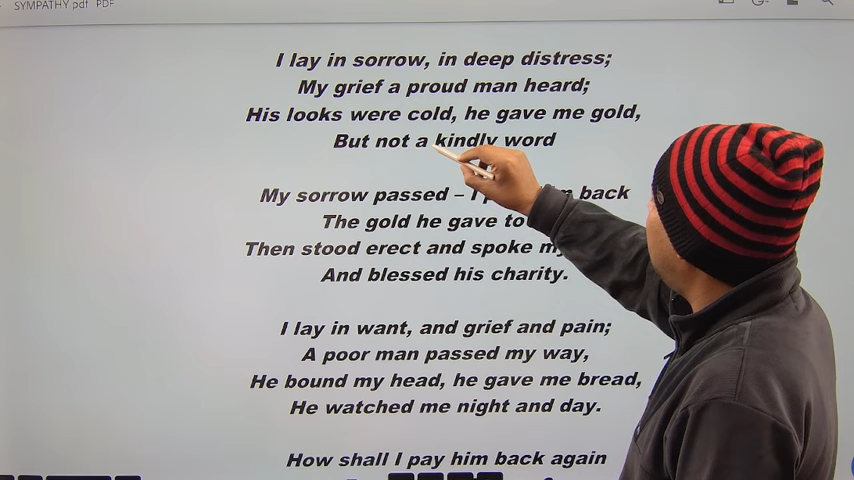 SYMPATHY pdf PDF
I lay in sorrow, in deep distress;
My grief a proud man heard;
His looks were cold, he gave me gold,
But not a kindly word
My sorrow passed – I back
The gold he gave to
Then stood erect and spoke
And blessed his charity.
I lay in want, and grief and pain;
A poor man passed my way,
He bound my head, he gave me bread,
He watched me night and day.
How shall I pay him back again